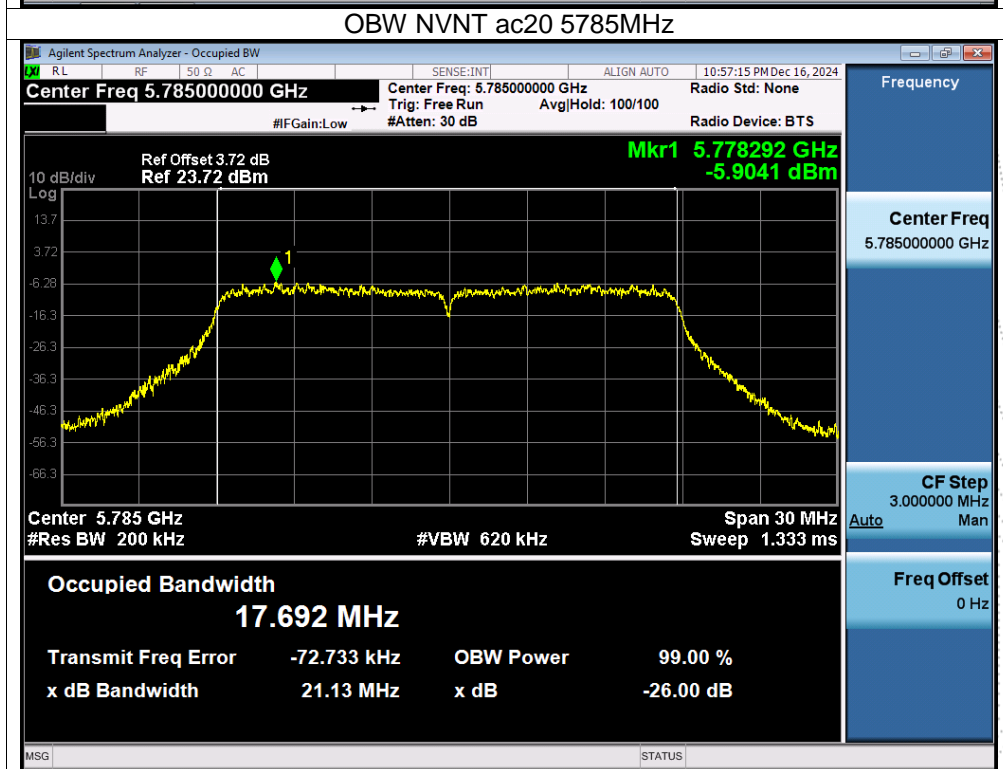 OBW NVNT ac20 5785MHz
Agilent Spectrum Analyzer - Occupied BW
LXI RL RF 50 Ω AC SENSE:INT ALIGN AUTO 10:57:15 PM Dec 16, 2024
Center Freq 5.785000000 GHz
Center Freq: 5.785000000 GHz
Radio Std: None
Trig: Free Run Avg|Hold: 100/100
#IFGain:Low
#Atten: 30 dB
Radio Device: BTS
Frequency
Mkr1 5.778292 GHz
-5.9041 dBm
Ref Offset 3.72 dB
10 dB/div Ref 23.72 dBm
Log
13.7
3.72
-6.28
-16.3
-26.3
-36.3
-46.3
-56.3
-66.3
1
Center 5.785 GHz
Span 30 MHz
#Res BW 200 kHz
#VBW 620 kHz
Sweep 1.333 ms
Center Freq
5.785000000 GHz
CF Step
3.000000 MHz
Auto Man
Freq Offset
0 Hz
Occupied Bandwidth
17.692 MHz
Transmit Freq Error -72.733 kHz OBW Power 99.00 %
x dB Bandwidth 21.13 MHz x dB -26.00 dB
MSG STATUS